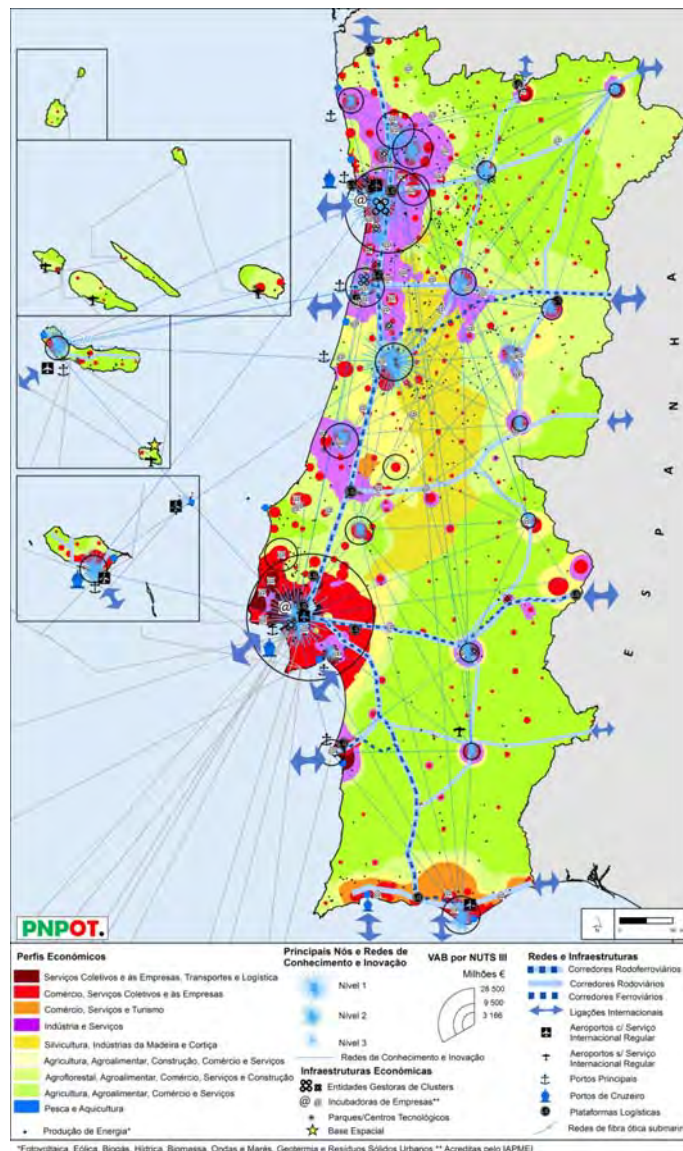 E S P A N H A
PNPOT.
N
0
Perfis Económicos
Serviços Coletivos e às Empresas, Transportes e Logística
Comércio, Serviços Coletivos e às Empresas
Comércio, Serviços e Turismo
Indústria e Serviços
Silvicultura, Indústrias da Madeira e Cortiça
Agricultura, Agroalimentar, Construção, Comércio e Serviços
Agroflorestal, Agroalimentar, Comércio, Serviços e Construção
Agricultura, Agroalimentar, Comércio e Serviços
Pesca e Aquicultura
Produção de Energia*
Principais Nós e Redes de
Conhecimento e Inovação
Nível 1
Nível 2
Nível 3
Redes de Conhecimento e Inovação
Infraestruturas Económicas
Entidades Gestoras de Clusters
@ @ Incubadoras de Empresas**
Parques/Centros Tecnológicos
Base Espacial
VAB por NUTS III
Milhões €
28 500
9 500
3 166
Redes e Infraestruturas
Corredores Rodoferroviários
Corredores Rodoviários
Corredores Ferroviários
Ligações Internacionais
Aeroportos c/ Serviço
Internacional Regular
Aeroportos s/ Serviço
Internacional Regular
Portos Principais
Portos de Cruzeiro
Plataformas Logísticas
Redes de fibra ótica submarin
*Fotovoltaica, Eólica, Biogás, Hídrica, Biomassa, Ondas e Marés, Geotermia e Resíduos Sólidos Urbanos ** Acreditas pelo IAPMEI